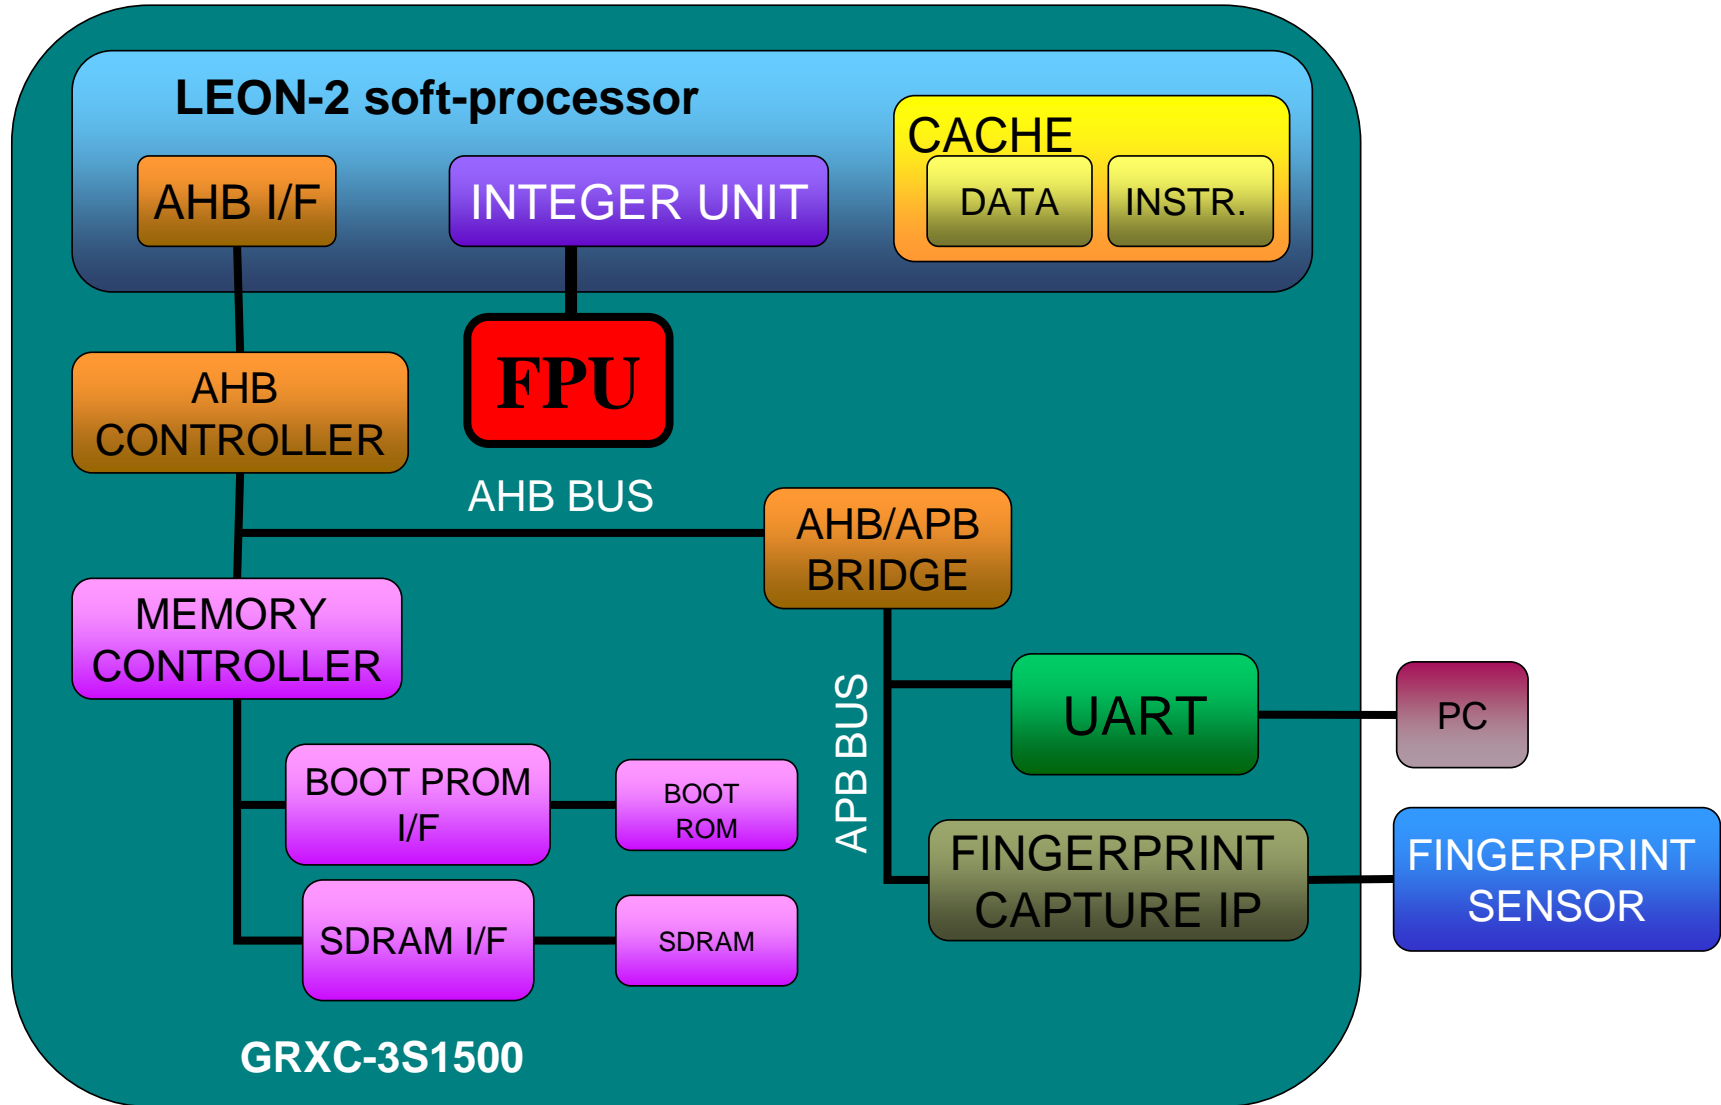 LEON-2 soft-processor
CACHE
AHB I/F
INTEGER UNIT
DATA
INSTR.
FPU
AHB
CONTROLLER
AHB BUS
AHB/APB
BRIDGE
MEMORY
CONTROLLER
APB BUS
UART
PC
BOOT PROM
I/F
BOOT
ROM
FINGERPRINT
CAPTURE IP
FINGERPRINT
SENSOR
SDRAM I/F
SDRAM
GRXC-3S1500